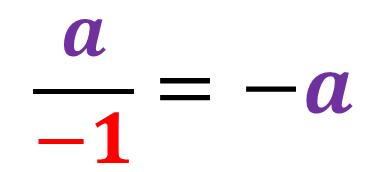 a/−1 = −a